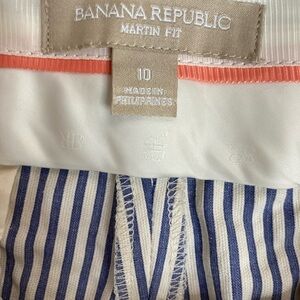 BANANA REPUBLIC
MARTIN FIT
10
MADE IN
PHILIPPINES